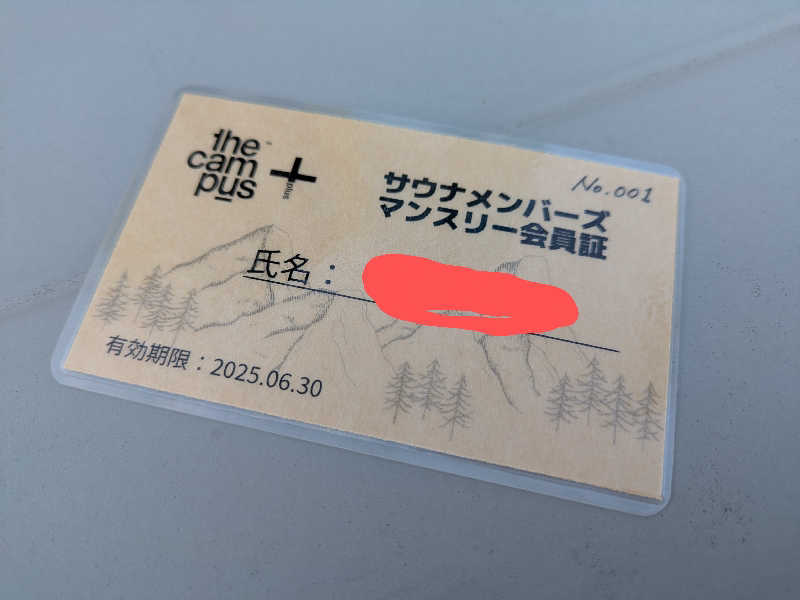 the
cam
pus
plus
サウナメンバーズ
マンスリー会員証
No.001
氏名：
有効期限：2025.06.30